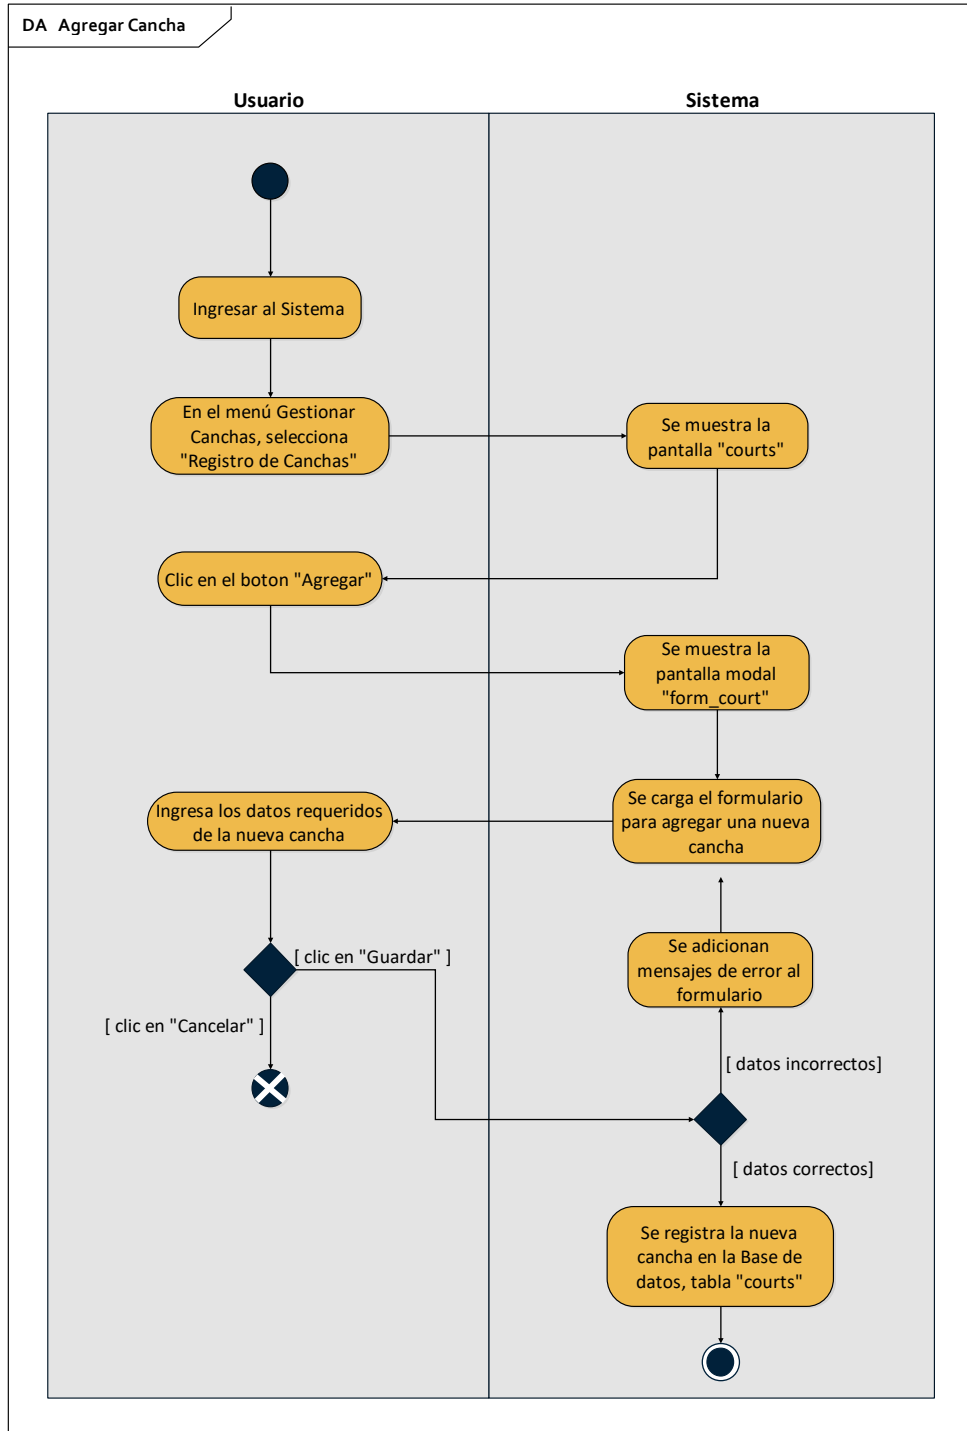 DA Agregar Cancha
Usuario
Sistema
Ingresar al Sistema
En el menú Gestionar
Canchas, selecciona
"Registro de Canchas"
Se muestra la
pantalla "courts"
Clic en el boton "Agregar"
Se muestra la
pantalla modal
"form_court"
Ingresa los datos requeridos
de la nueva cancha
Se carga el formulario
para agregar una nueva
cancha
[ clic en "Guardar" ]
Se adicionan
mensajes de error al
formulario
[ clic en "Cancelar" ]
[ datos incorrectos]
[ datos correctos]
Se registra la nueva
cancha en la Base de
datos, tabla "courts"